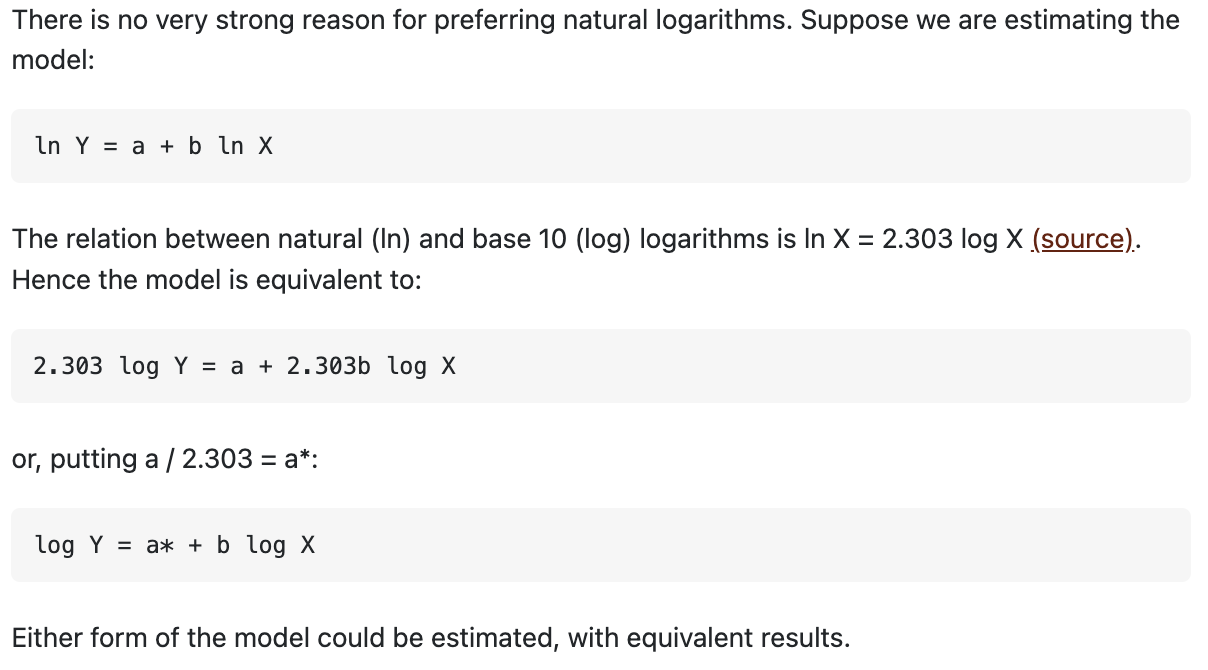 There is no very strong reason for preferring natural logarithms. Suppose we are estimating the
model:
ln Y = a + b ln X
The relation between natural (ln) and base 10 (log) logarithms is ln X = 2.303 log X (source).
Hence the model is equivalent to:
2.303 log Y = a + 2.303b log X
or, putting a / 2.303 = a*:
log Y = a* + b log X
Either form of the model could be estimated, with equivalent results.